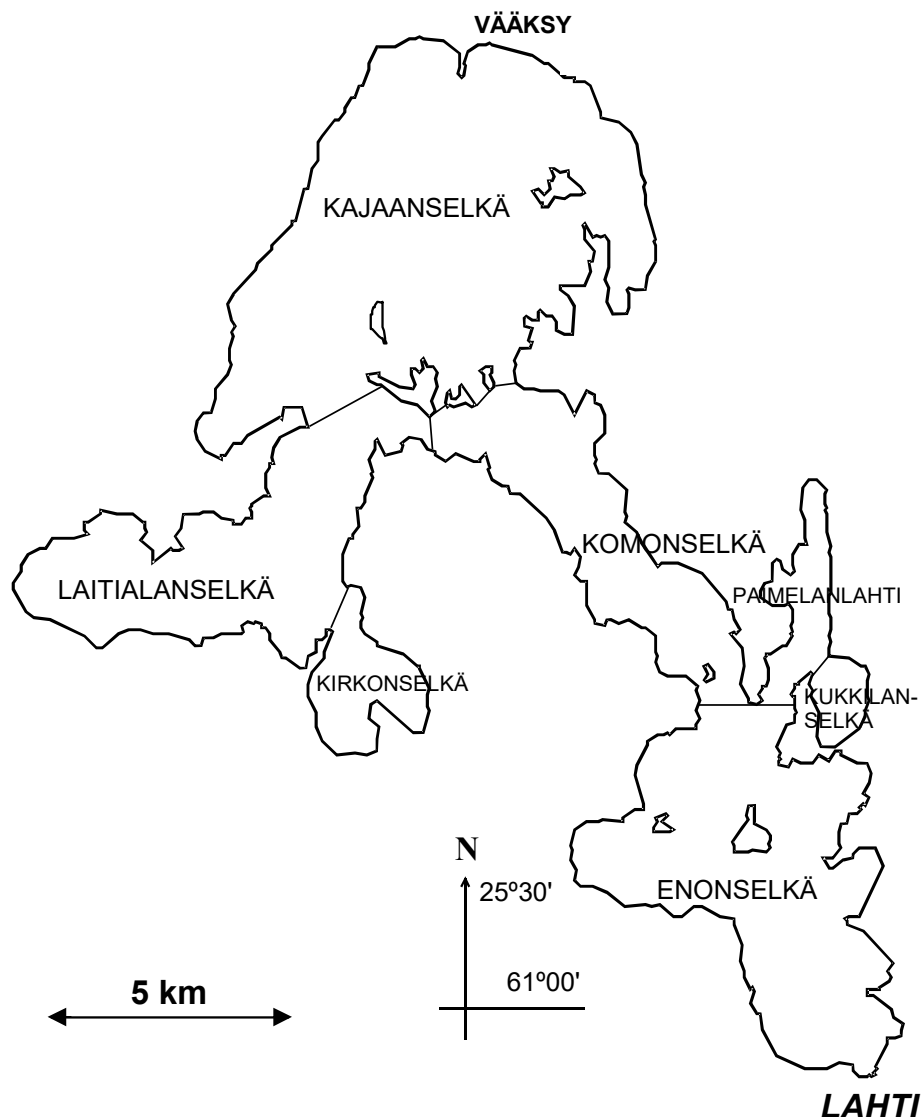 VÄÄKSY
KAJAANSELKÄ
KOMONSELKÄ
LAITIALANSELKÄ
PAIMELANLAHTI
KIRKONSELKÄ
KUKKILAN-
SELKÄ
N
25º30'
ENONSELKÄ
61º00'
5 km
LAHTI